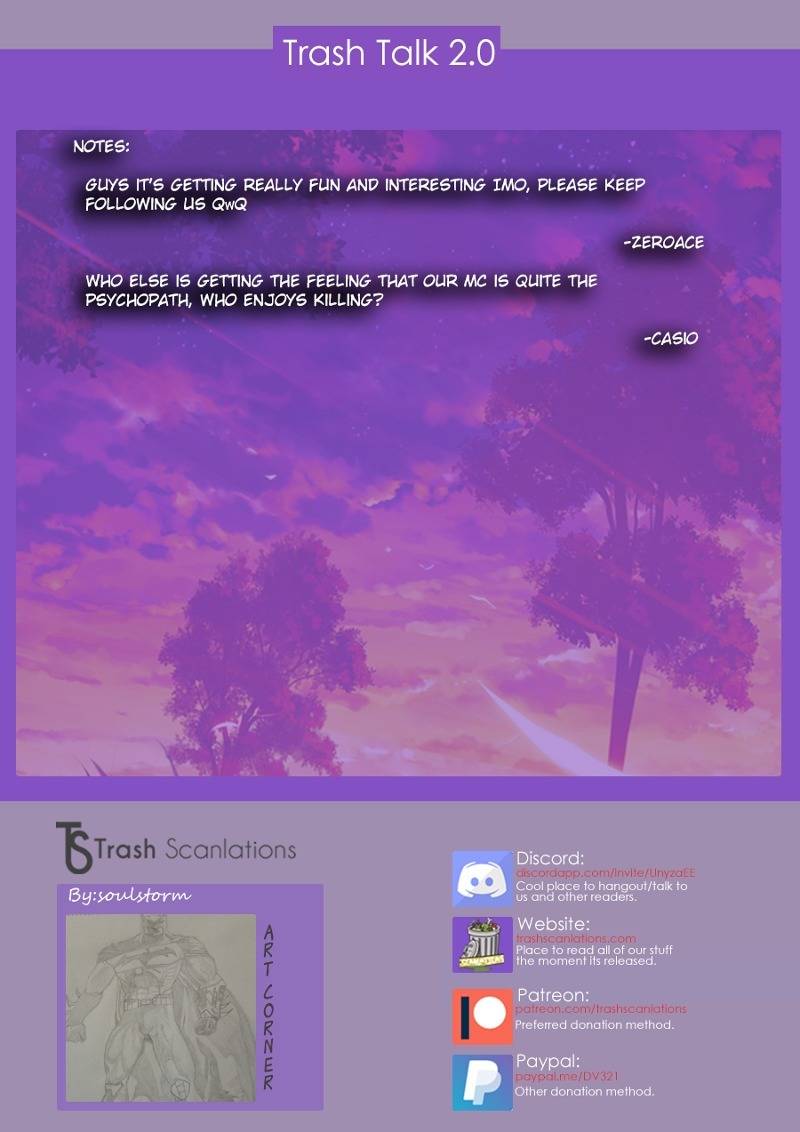 Trash Talk 2.0
NOTES:
GUYS IT'S GETTING REALLY FUN AND INTERESTING IMO, PLEASE KEEP
FOLLOWING US QwQ
-ZEROACE
WHO ELSE IS GETTING THE FEELING THAT OUR MC IS QUITE THE
PSYCHOPATH, WHO ENJOYS KILLING?
-CASIO
TS Trash Scanlations
By:soulstorm
ART CORNER
Discord:
discordapp.com/invite/UnyzaEE
Cool place to hangout/talk to
us and other readers.
Website:
trashscanlations.com
Place to read all of our stuff
the moment its released.
SCANLATIONS
Patreon:
patreon.com/trashscanlations
Preferred donation method.
Paypal:
paypal.me/DV321
Other donation method.